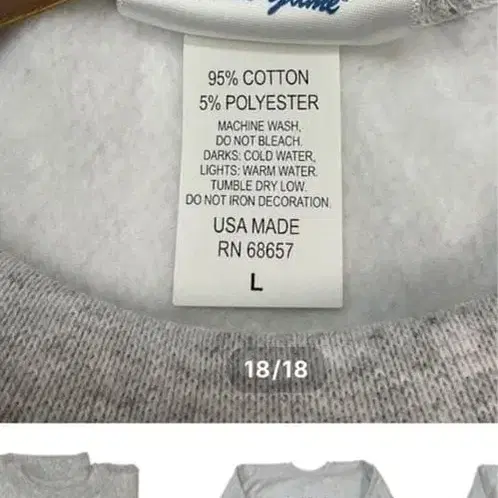 game
95% COTTON
5% POLYESTER
MACHINE WASH,
DO NOT BLEACH.
DARKS: COLD WATER,
LIGHTS: WARM WATER.
TUMBLE DRY LOW.
DO NOT IRON DECORATION.
USA MADE
RN 68657
L
18/18